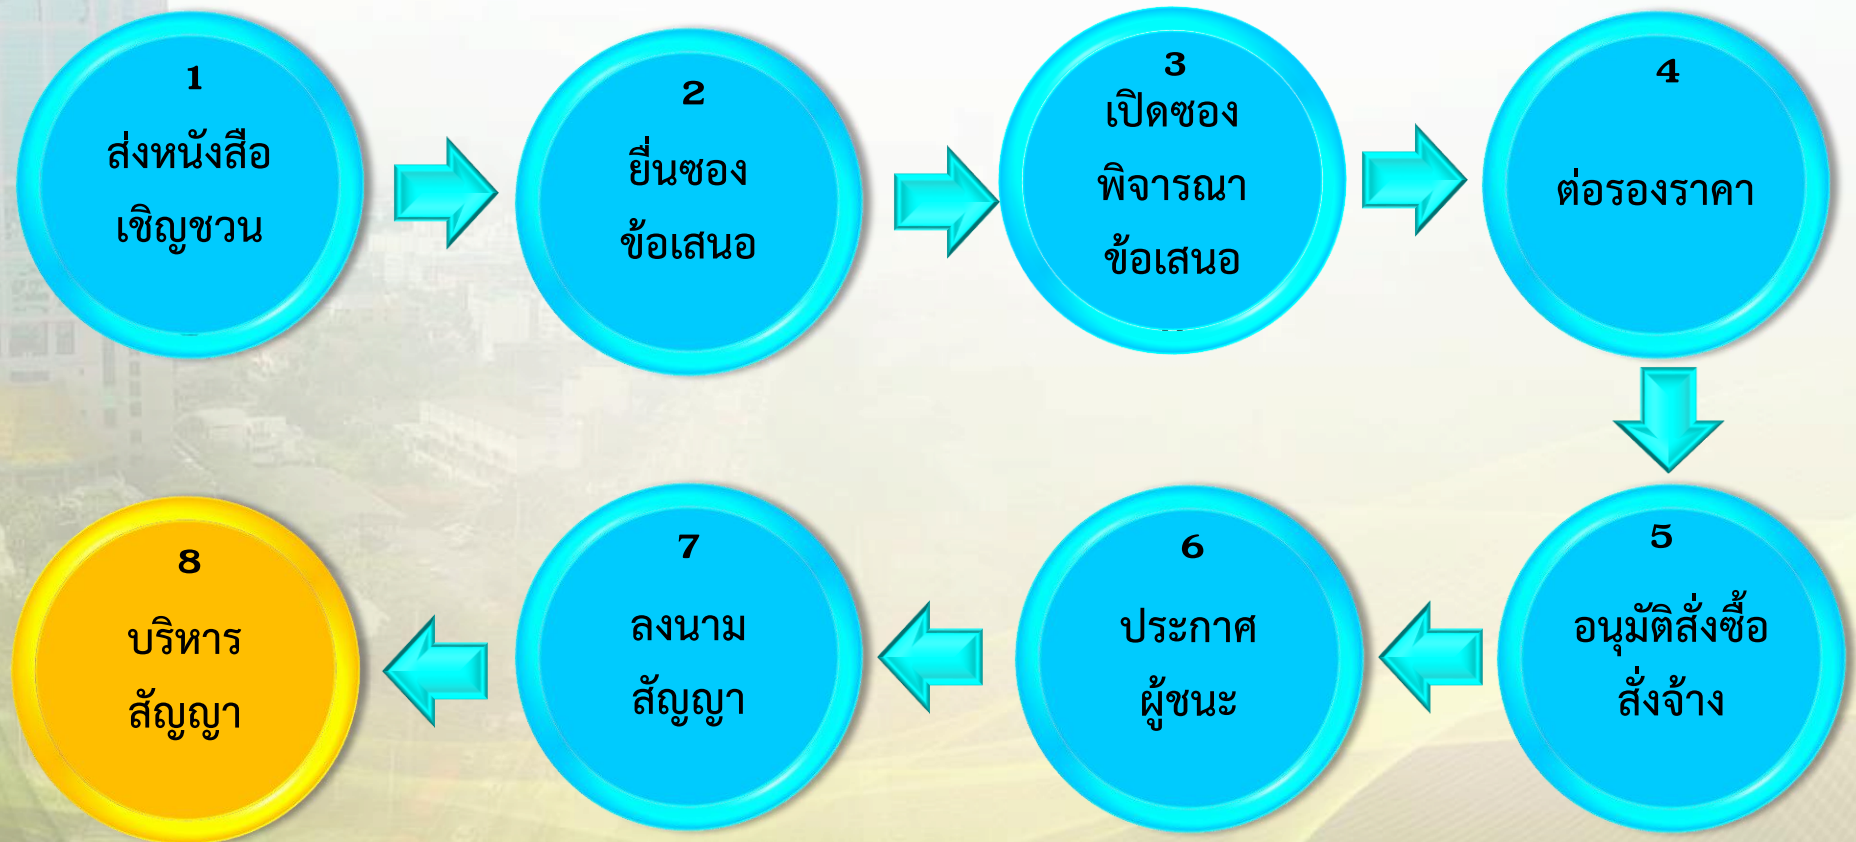 1
ส่งหนังสือ
เชิญชวน
2
ยื่นซอง
ข้อเสนอ
3
เปิดซอง
พิจารณา
ข้อเสนอ
4
ต่อรองราคา
5
อนุมัติสั่งซื้อ
สั่งจ้าง
6
ประกาศ
ผู้ชนะ
7
ลงนาม
สัญญา
8
บริหาร
สัญญา